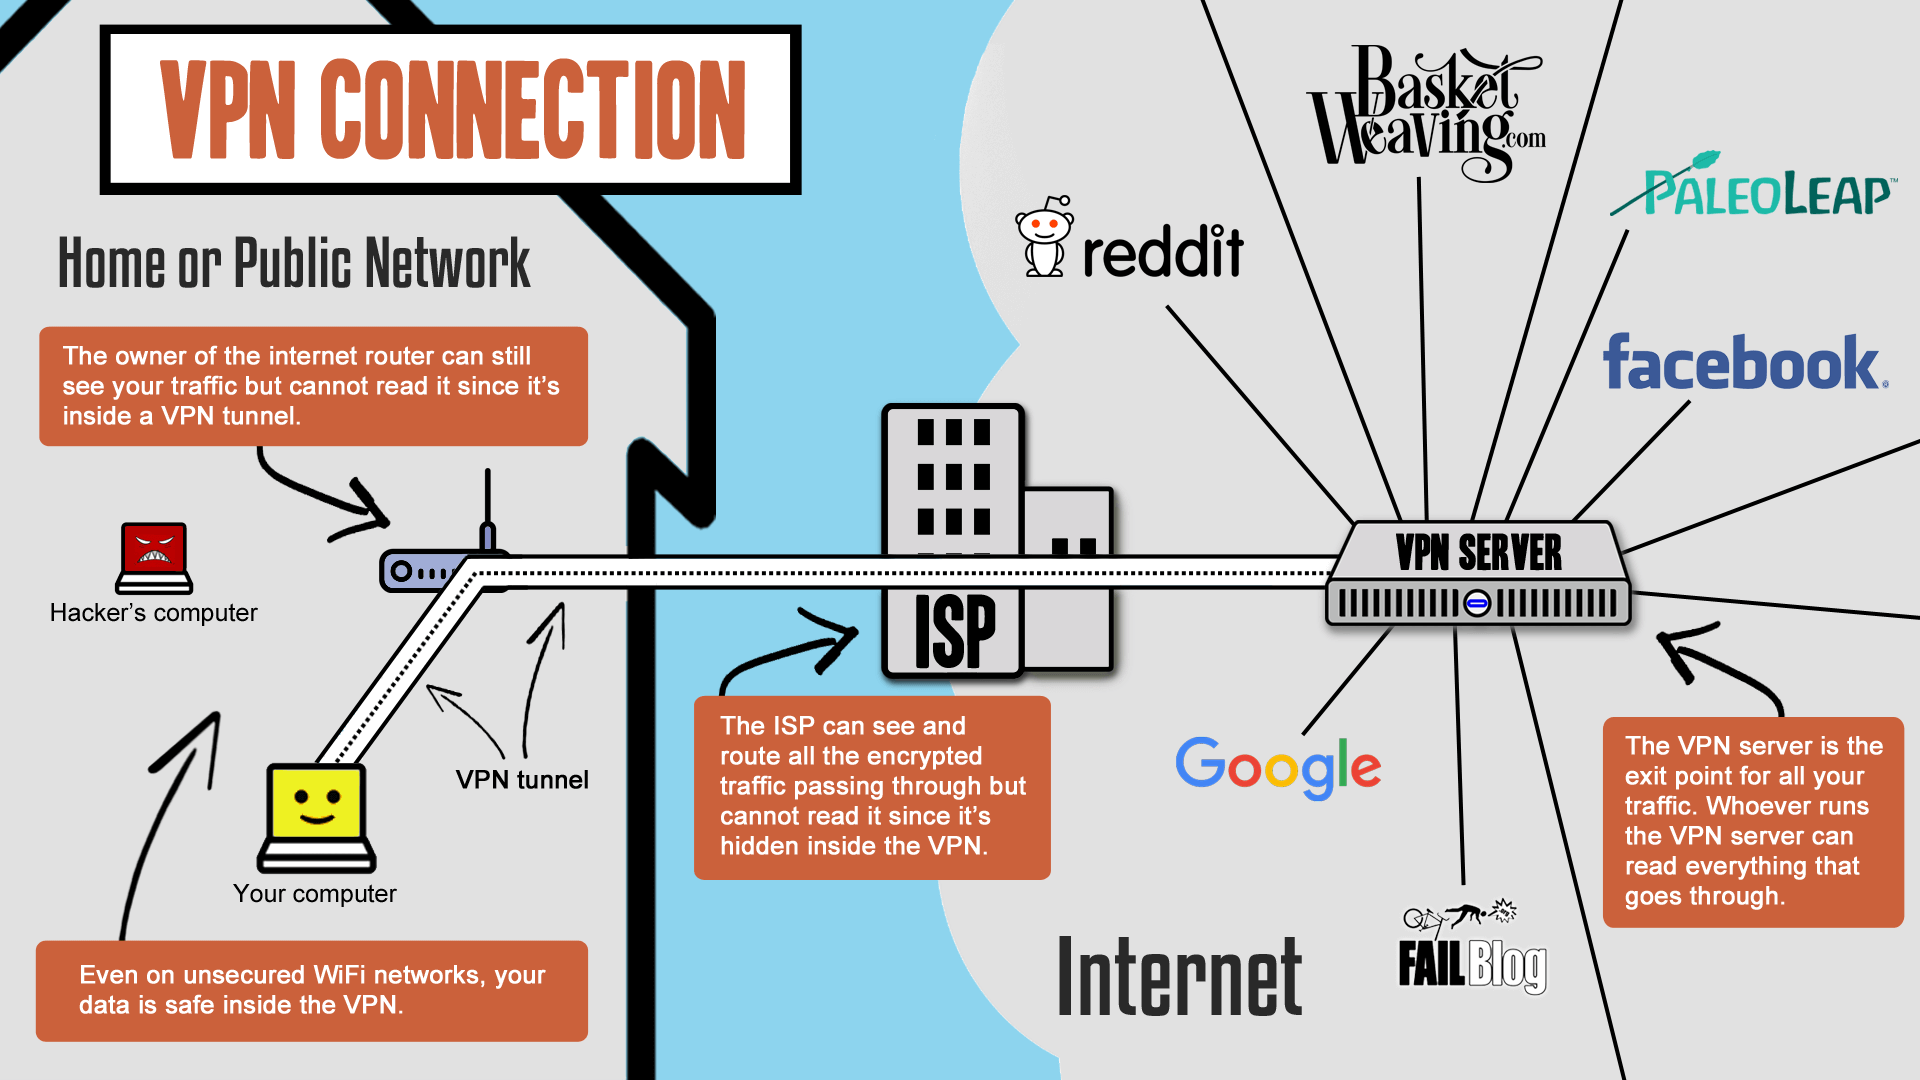 VPN CONNECTION
Home or Public Network
The owner of the internet router can still
see your traffic but cannot read it since it's
inside a VPN tunnel.
Hacker's computer
VPN tunnel
Your computer
Even on unsecured WiFi networks, your
data is safe inside the VPN.
ISP
The ISP can see and
route all the encrypted
traffic passing through but
cannot read it since it's
hidden inside the VPN.
Basket
Weaving.com
PALEOLEAP™
reddit
facebook®
VPN SERVER
Google
The VPN server is the
exit point for all your
traffic. Whoever runs
the VPN server can
read everything that
goes through.
FAIL Blog
Internet